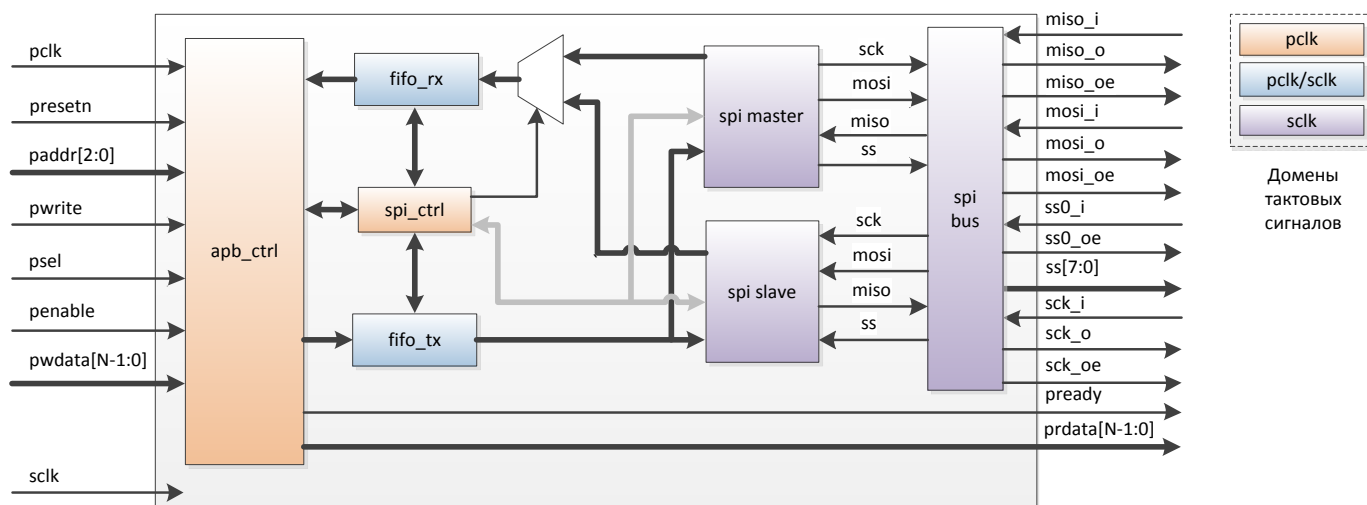 pclk
presetn
paddr[2:0]
pwrite
psel
penable
pwdata[N-1:0]
sclk
apb_ctrl
fifo_rx
spi_ctrl
fifo_tx
spi master
spi slave
sck
mosi
miso
ss
sck
mosi
miso
ss
spi
bus
miso_i
miso_o
miso_oe
mosi_i
mosi_o
mosi_oe
ss0_i
ss0_oe
ss[7:0]
sck_i
sck_o
sck_oe
pready
prdata[N-1:0]
pclk
pclk/sclk
sclk
Домены
тактовых
сигналов